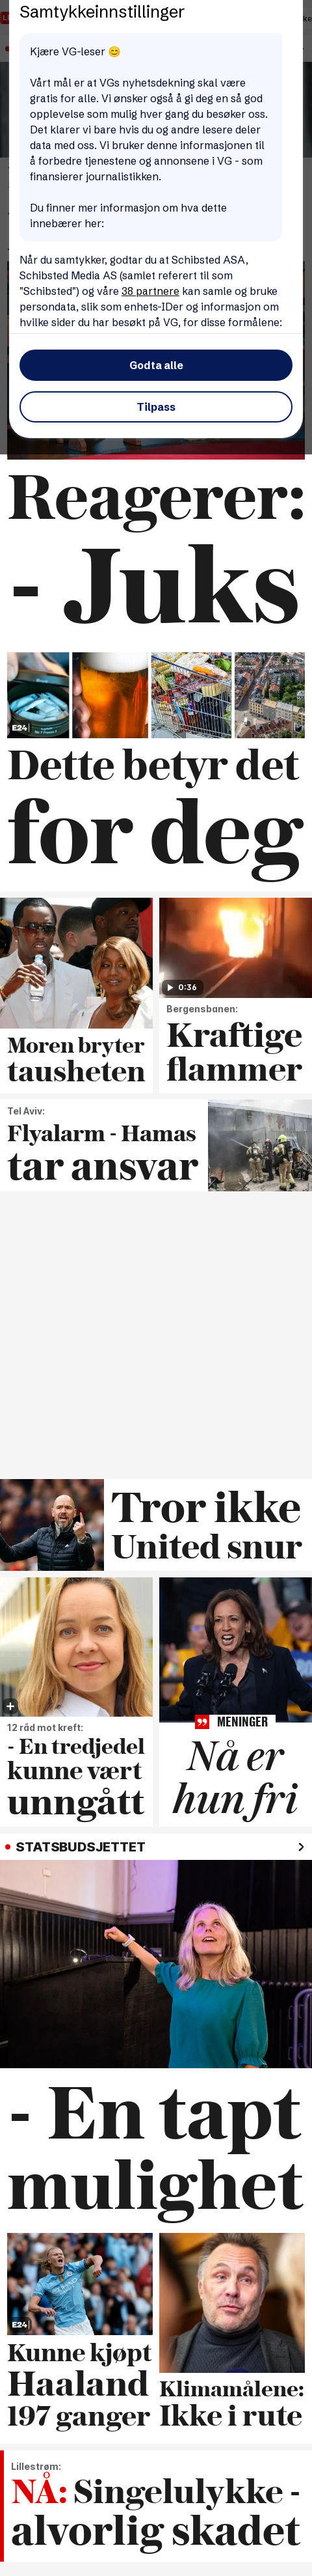 Samtykkeinnstillinger
Kjære VG-leser 😊
Vårt mål er at VGs nyhetsdekning skal være
gratis for alle. Vi ønsker også å gi deg en så god
opplevelse som mulig hver gang du besøker oss.
Det klarer vi bare hvis du og andre lesere deler
data med oss. Vi bruker denne informasjonen til
å forbedre tjenestene og annonsene i VG - som
finansierer journalistikken.
Du finner mer informasjon om hva dette
innebærer her:
Når du samtykker, godtar du at Schibsted ASA,
Schibsted Media AS (samlet referert til som
"Schibsted") og våre 38 partnere kan samle og bruke
persondata, slik som enhets-IDer og informasjon om
hvilke sider du har besøkt på VG, for disse formålene:
Godta alle
Tilpass
Reagerer:
- Juks
E24
Dette betyr det
for deg
Moren bryter
tausheten
0:36
Bergensbanen:
Kraftige
flammer
Tel Aviv:
Flyalarm - Hamas
tar ansvar
Tror ikke
United snur
12 råd mot kreft:
- En tredjedel
kunne vært
unngått
MENINGER
Nå er
hun fri
STATSBUDSJETTET
- En tapt
mulighet
E24
Kunne kjøpt
Haaland
197 ganger
Klimamålene:
Ikke i rute
Lillestrøm:
NÅ: Singelulykke -
alvorlig skadet